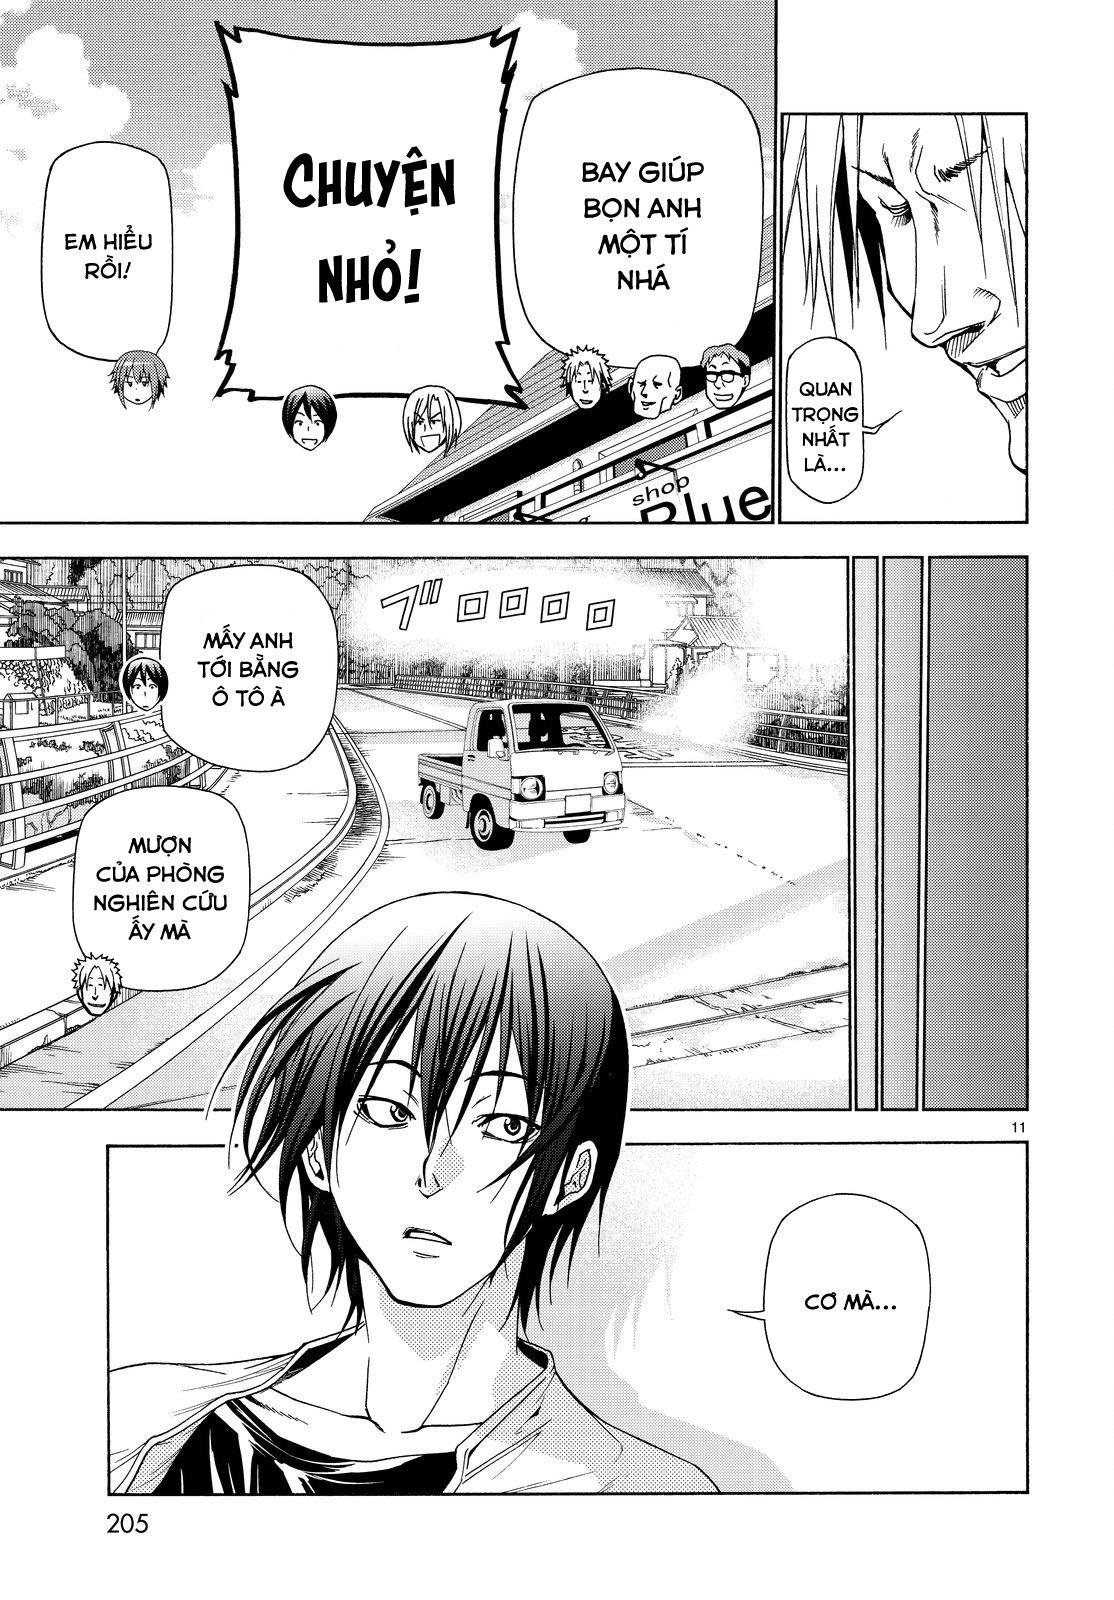 QUAN
TRỌNG
NHẤT
LÀ...
BAY GIÚP
BỌN ANH
MỘT TÍ
NHÁ
CHUYỆN
NHỎ!
EM HIỂU
RỒI!
shop
Blue
ブロロロロ
MẤY ANH
TỚI BẰNG
Ô TÔ À
MƯỢN
CỦA PHÒNG
NGHIÊN CỨU
ẤY MÀ
11
CƠ MÀ...
205